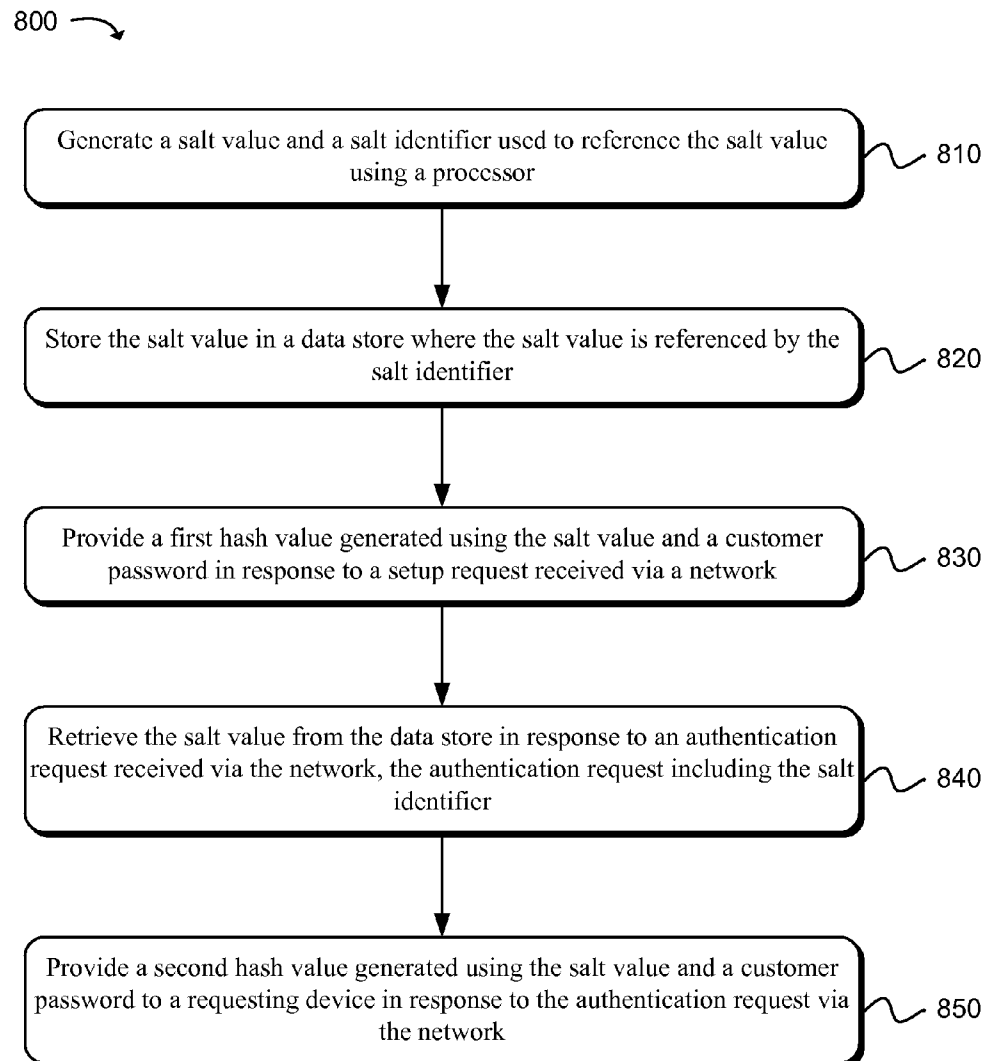 800
Generate a salt value and a salt identifier used to reference the salt value
using a processor
810
Store the salt value in a data store where the salt value is referenced by the
salt identifier
820
Provide a first hash value generated using the salt value and a customer
password in response to a setup request received via a network
830
Retrieve the salt value from the data store in response to an authentication
request received via the network, the authentication request including the salt
identifier
840
Provide a second hash value generated using the salt value and a customer
password to a requesting device in response to the authentication request via
the network
850